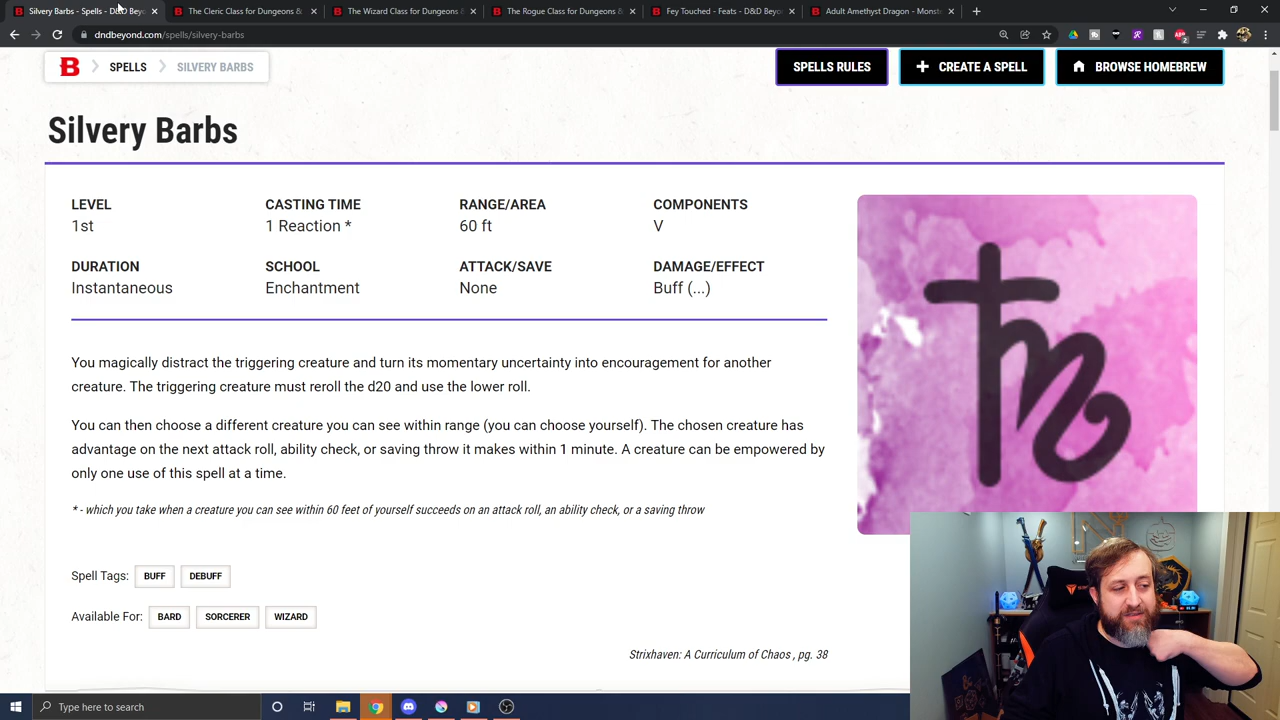 Silvery Barbs - Spells - D&D Bey
The Cleric Class for Dungeons &
The Wizard Class for Dungeons &
The Rogue Class for Dungeons &
Fey Touched - Feats - D&D Bey
Adult Amethyst Dragon - Monst
dndbeyond.com/spells/silvery-barbs
B SPELLS SILVERY BARBS
SPELLS RULES
CREATE A SPELL
BROWSE HOMEBREW
Silvery Barbs
LEVEL CASTING TIME RANGE/AREA COMPONENTS
1st 1 Reaction * 60 ft V
DURATION SCHOOL ATTACK/SAVE DAMAGE/EFFECT
Instantaneous Enchantment None Buff (...)
You magically distract the triggering creature and turn its momentary uncertainty into encouragement for another
creature. The triggering creature must reroll the d20 and use the lower roll.
You can then choose a different creature you can see within range (you can choose yourself). The chosen creature has
advantage on the next attack roll, ability check, or saving throw it makes within 1 minute. A creature can be empowered by
only one use of this spell at a time.
* - which you take when a creature you can see within 60 feet of yourself succeeds on an attack roll, an ability check, or a saving throw
Spell Tags: BUFF DEBUFF
Available For: BARD SORCERER WIZARD
Strixhaven: A Curriculum of Chaos , pg. 38
Type here to search